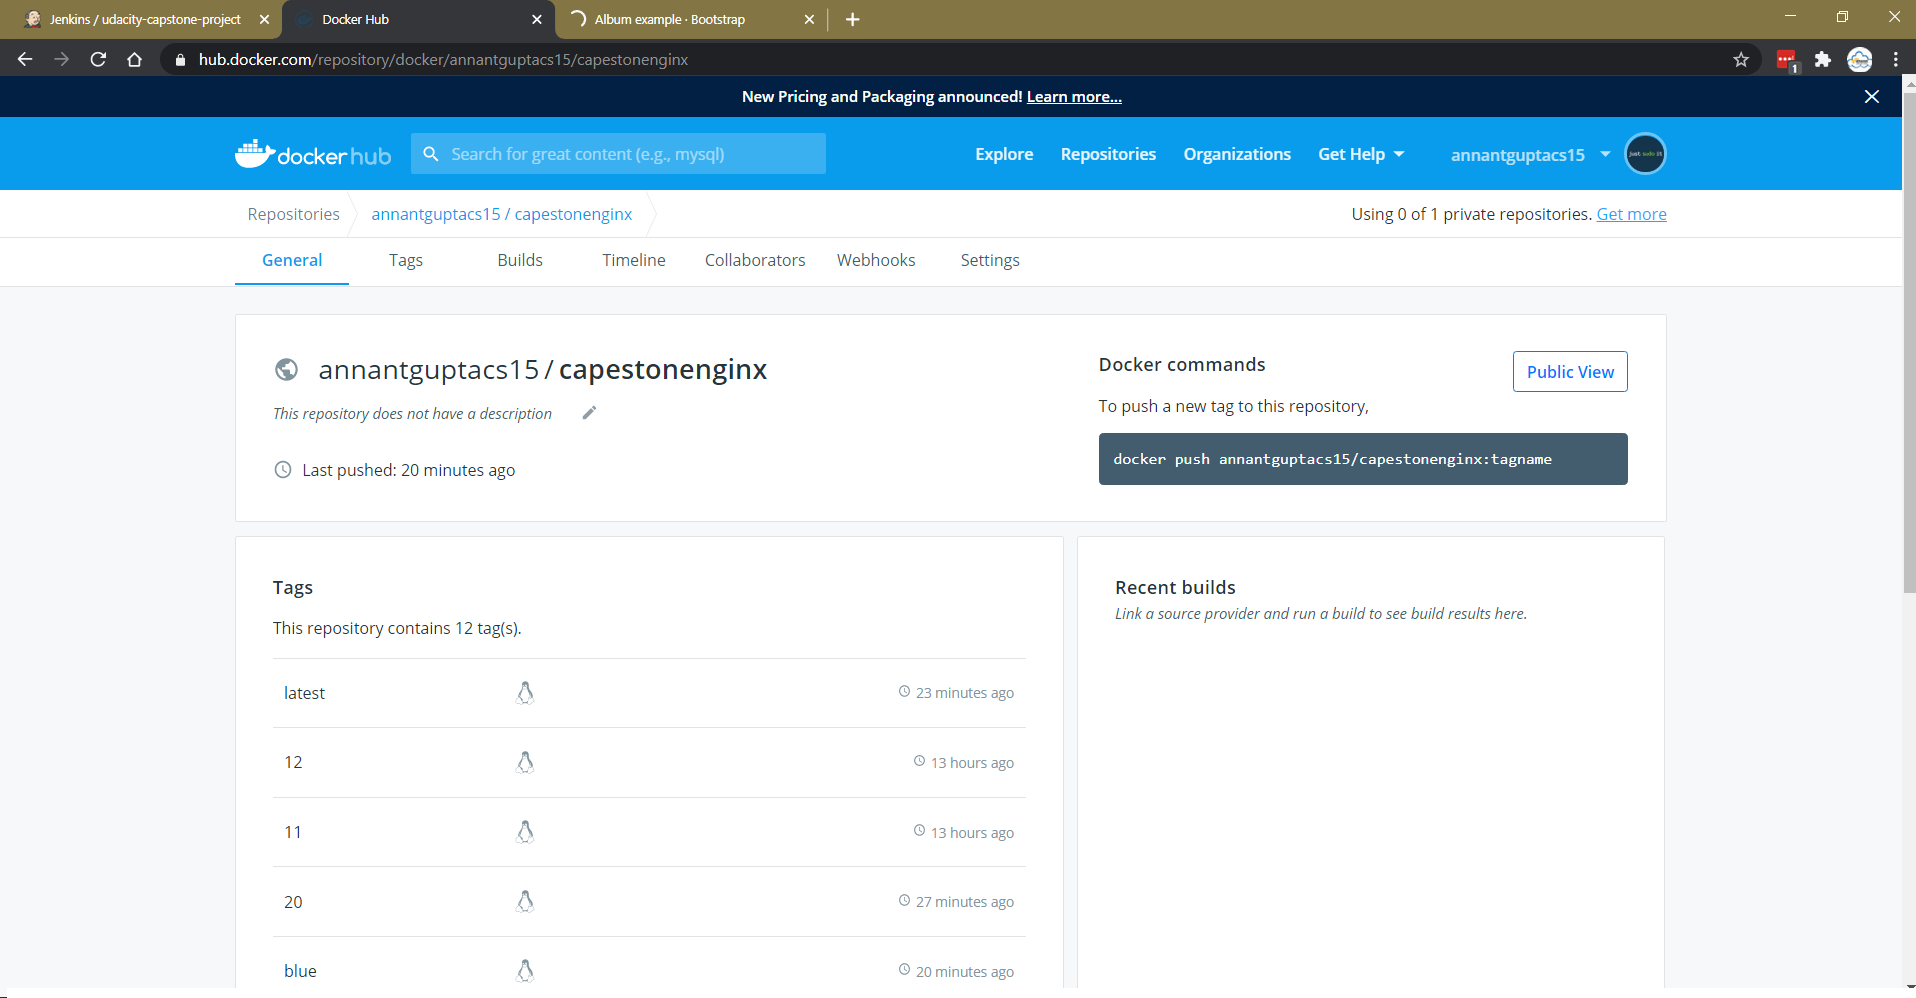 Jenkins / udacity-capstone-project
Docker Hub
Album example · Bootstrap
hub.docker.com/repository/docker/annantguptacs15/capestonenginx
1
New Pricing and Packaging announced! Learn more...
docker hub
Search for great content (e.g., mysql)
Explore
Repositories
Organizations
Get Help
annantguptacs15
just sudo it
Repositories
annantguptacs15 / capestonenginx
Using 0 of 1 private repositories. Get more
General
Tags
Builds
Timeline
Collaborators
Webhooks
Settings
annantguptacs15 / capestonenginx
This repository does not have a description
Last pushed: 20 minutes ago
Docker commands
Public View
To push a new tag to this repository,
docker push annantguptacs15/capestonenginx:tagname
Tags
This repository contains 12 tag(s).
latest
23 minutes ago
12
13 hours ago
11
13 hours ago
20
27 minutes ago
blue
20 minutes ago
Recent builds
Link a source provider and run a build to see build results here.